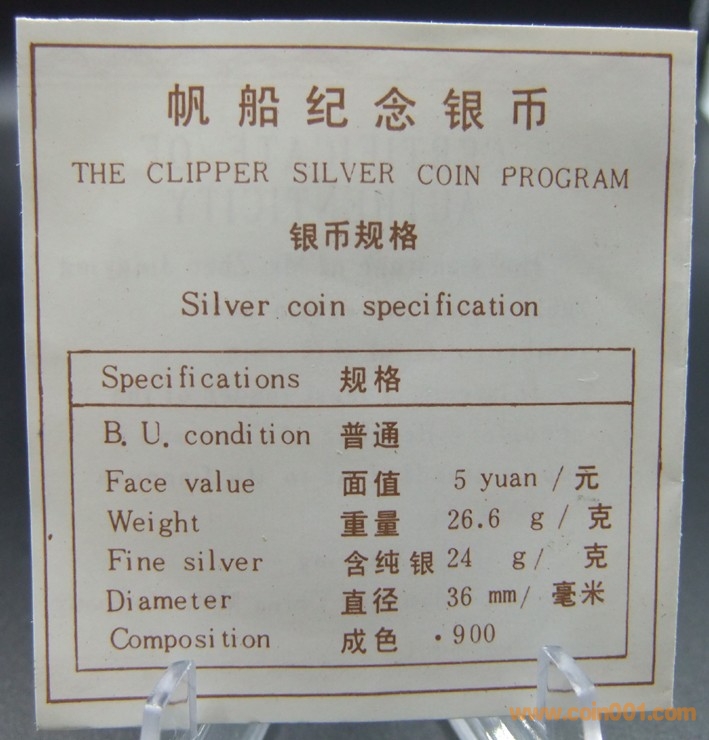 帆船纪念银币
THE CLIPPER SILVER COIN PROGRAM
银币规格
Silver coin specification
Specifications 规格
B. U. condition 普通
Face value 面值 5 yuan / 元
Weight 重量 26.6 g / 克
Fine silver 含纯银 24 g/ 克
Diameter 直径 36 mm/ 毫米
Composition 成色 ·900
www.coin001.com